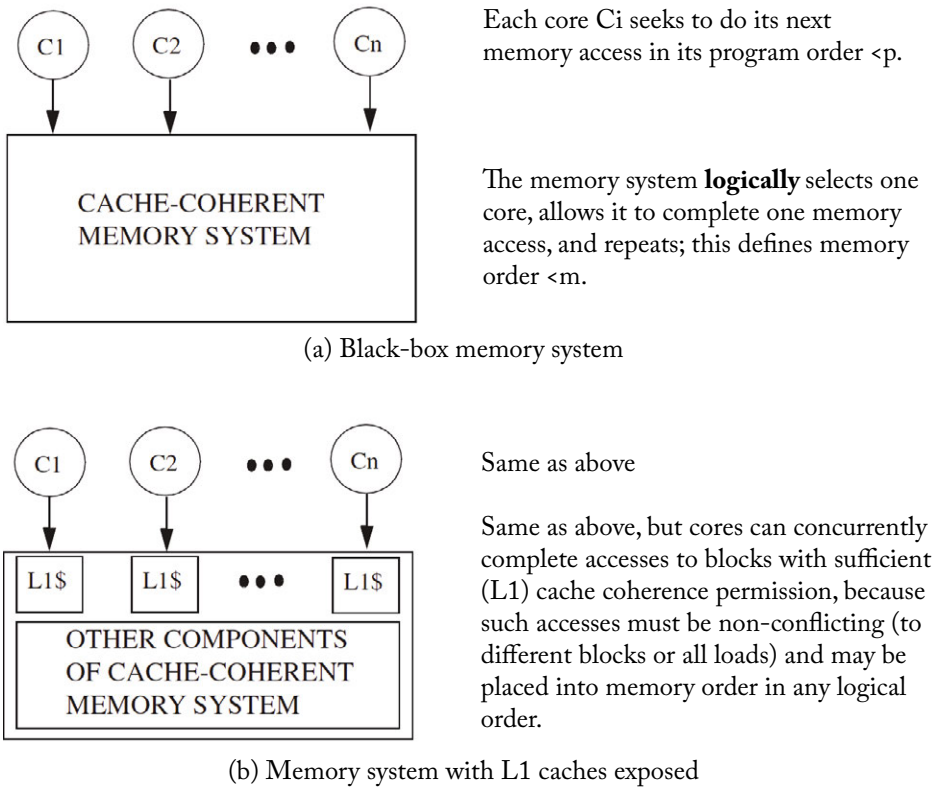 C1
C2
Cn
Each core Ci seeks to do its next
memory access in its program order <p.
CACHE-COHERENT
MEMORY SYSTEM
The memory system logically selects one
core, allows it to complete one memory
access, and repeats; this defines memory
order <m.
(a) Black-box memory system
C1
C2
Cn
Same as above
L1$
L1$
L1$
OTHER COMPONENTS
OF CACHE-COHERENT
MEMORY SYSTEM
Same as above, but cores can concurrently
complete accesses to blocks with sufficient
(L1) cache coherence permission, because
such accesses must be non-conflicting (to
different blocks or all loads) and may be
placed into memory order in any logical
order.
(b) Memory system with L1 caches exposed